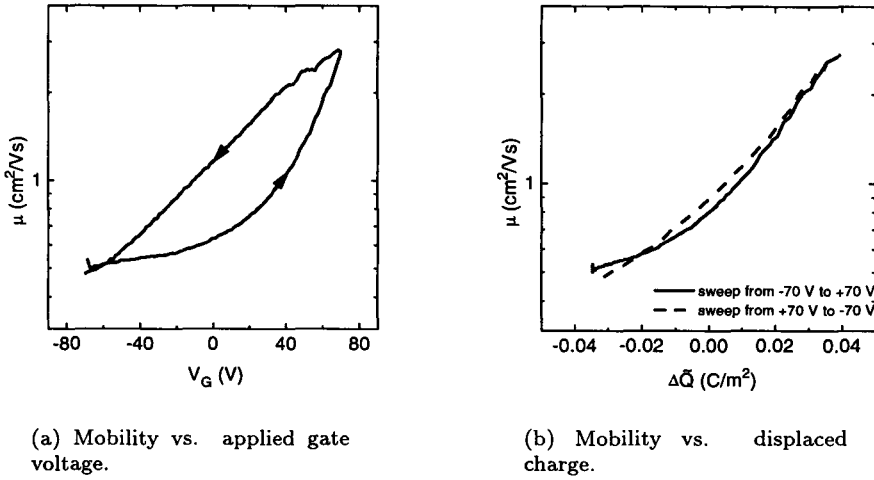 μ (cm²/Vs)
1
-80
-40
0
40
80
V_G (V)
(a) Mobility vs. applied gate
voltage.
μ (cm²/Vs)
1
sweep from -70 V to +70 V
sweep from +70 V to -70 V
-0.04
-0.02
0.00
0.02
0.04
ΔQ̃ (C/m²)
(b) Mobility vs. displaced
charge.